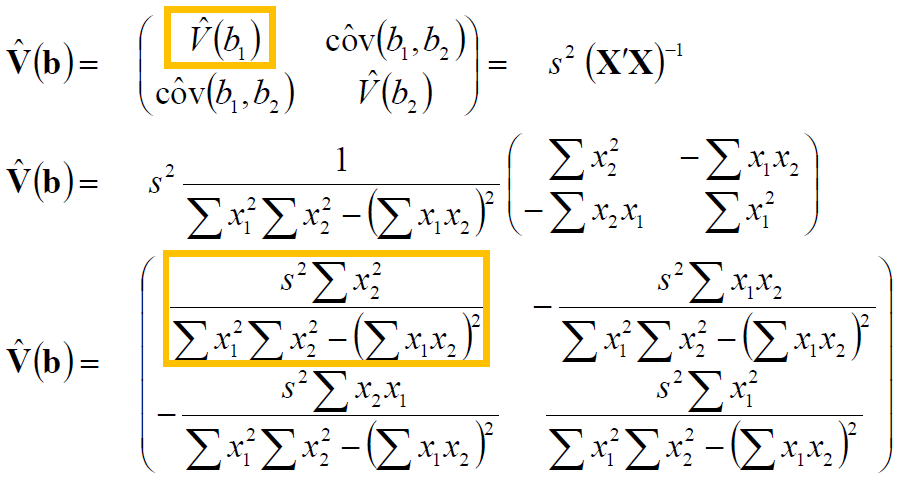 V̂(b) = ( V̂(b₁) côv(b₁, b₂) ; côv(b₁, b₂) V̂(b₂) ) = s² (X′X)⁻¹
V̂(b) = s² 1 / (∑x₁² ∑x₂² − (∑x₁x₂)²) ( ∑x₂² −∑x₁x₂ ; −∑x₂x₁ ∑x₁² )
V̂(b) = ( s²∑x₂² / (∑x₁² ∑x₂² − (∑x₁x₂)²) − s²∑x₁x₂ / (∑x₁² ∑x₂² − (∑x₁x₂)²) ; − s²∑x₂x₁ / (∑x₁² ∑x₂² − (∑x₁x₂)²) s²∑x₁² / (∑x₁² ∑x₂² − (∑x₁x₂)²) )